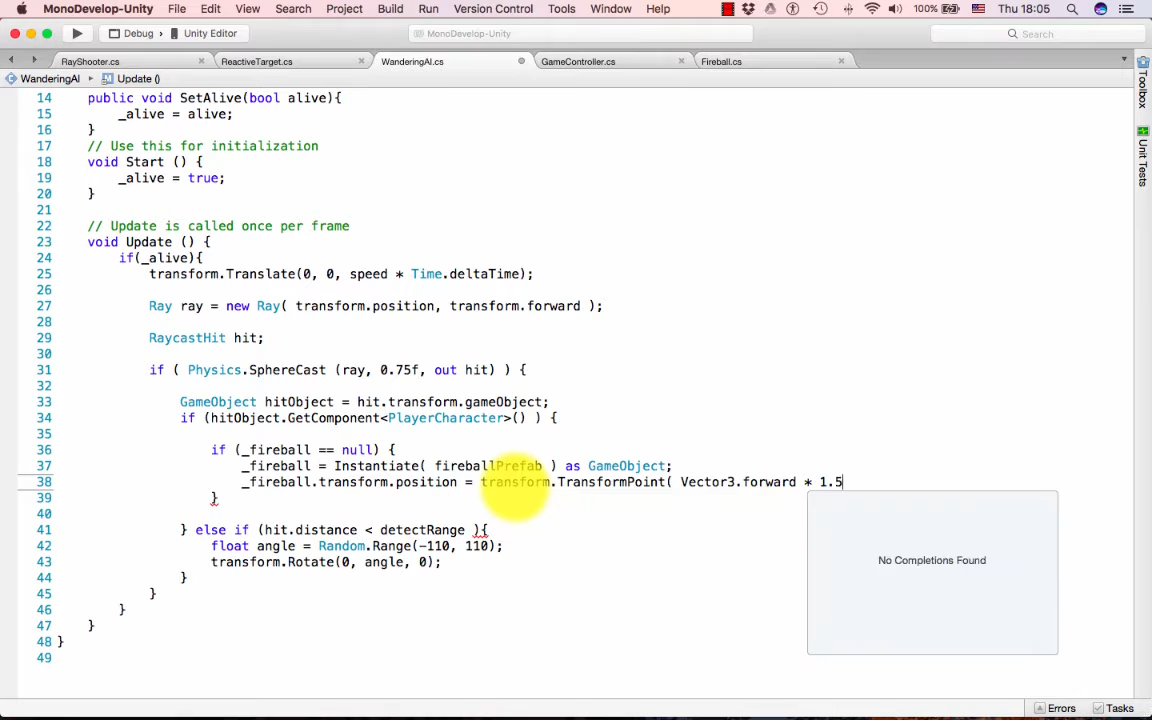 MonoDevelop-Unity File Edit View Search Project Build Run Version Control Tools Window Help 100% Thu 18:05
Debug › Unity Editor MonoDevelop-Unity Search
RayShooter.cs × ReactiveTarget.cs × WanderingAI.cs GameController.cs × Fireball.cs ×
WanderingAI Update ()
Toolbox
Unit Tests
14 public void SetAlive(bool alive){
15 _alive = alive;
16 }
17 // Use this for initialization
18 void Start () {
19 _alive = true;
20 }
21
22 // Update is called once per frame
23 void Update () {
24 if(_alive){
25 transform.Translate(0, 0, speed * Time.deltaTime);
26
27 Ray ray = new Ray( transform.position, transform.forward );
28
29 RaycastHit hit;
30
31 if ( Physics.SphereCast (ray, 0.75f, out hit) ) {
32
33 GameObject hitObject = hit.transform.gameObject;
34 if (hitObject.GetComponent<PlayerCharacter>() ) {
35
36 if (_fireball == null) {
37 _fireball = Instantiate( fireballPrefab ) as GameObject;
38 _fireball.transform.position = transform.TransformPoint( Vector3.forward * 1.5
39 }
40
41 } else if (hit.distance < detectRange ){
42 float angle = Random.Range(-110, 110);
43 transform.Rotate(0, angle, 0);
44 }
45 }
46 }
47 }
48 }
49
No Completions Found
Errors Tasks